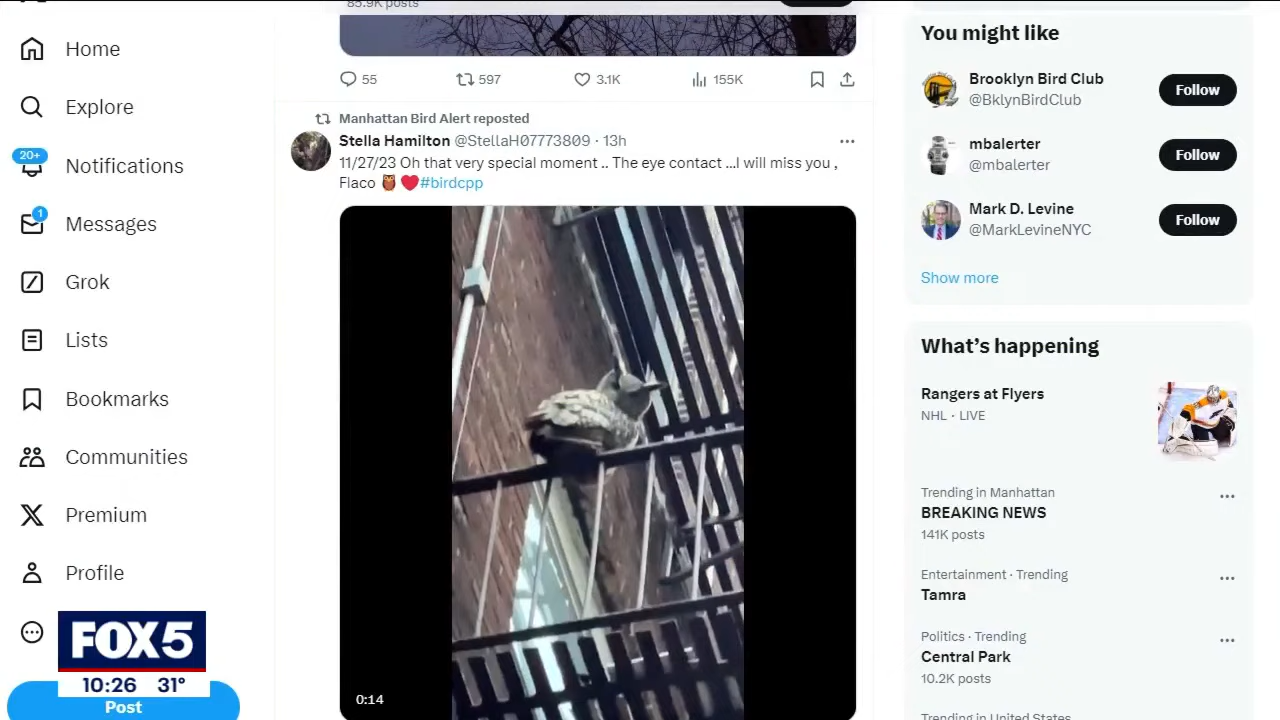 Home
Explore
20+
Notifications
1
Messages
Grok
Lists
Bookmarks
Communities
Premium
Profile
FOX5
10:26 31°
Post
85.9K posts
55 597 3.1K 155K
Manhattan Bird Alert reposted
Stella Hamilton @StellaH07773809 · 13h
11/27/23 Oh that very special moment .. The eye contact ...I will miss you ,
Flaco 🦉 ❤️#birdcpp
0:14
You might like
Brooklyn Bird Club
@BklynBirdClub
Follow
mbalerter
@mbalerter
Follow
Mark D. Levine
@MarkLevineNYC
Follow
Show more
What's happening
Rangers at Flyers
NHL · LIVE
Trending in Manhattan
BREAKING NEWS
141K posts
Entertainment · Trending
Tamra
Politics · Trending
Central Park
10.2K posts
Trending in United States